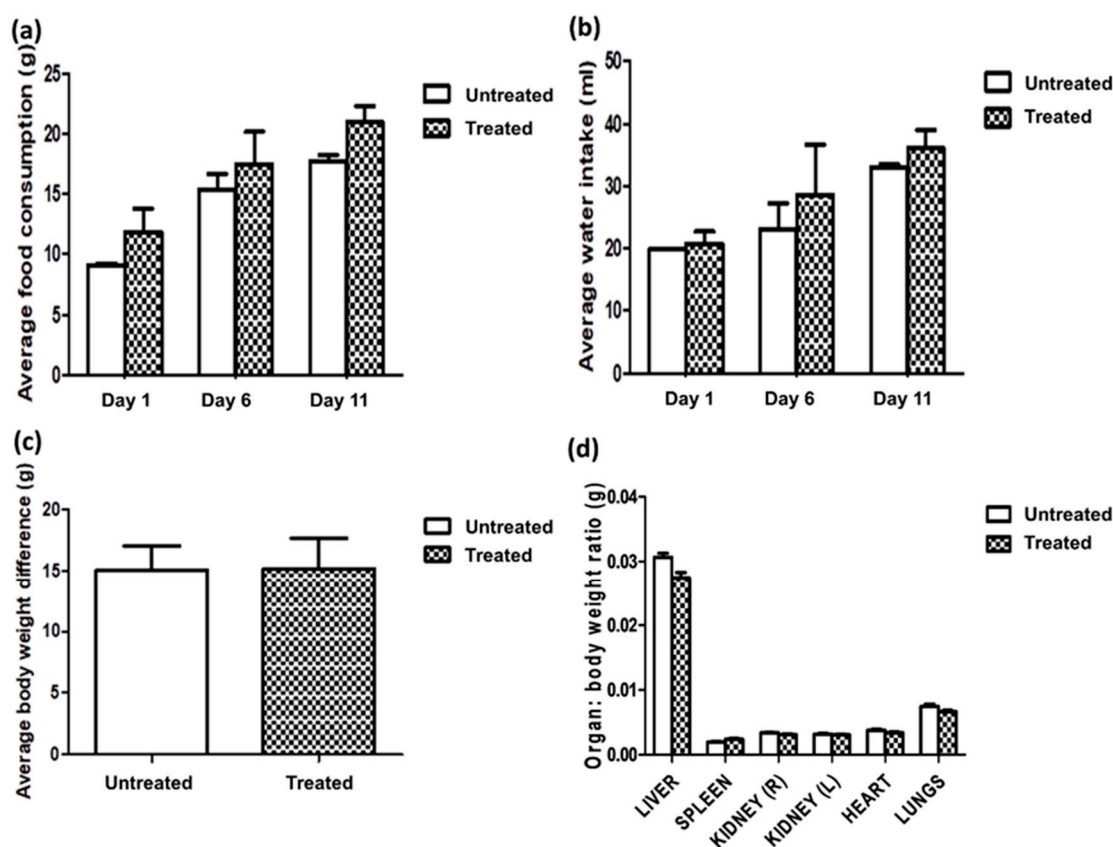 (a)
Average food consumption (g)
25
20
15
10
5
0
Day 1 Day 6 Day 11
Untreated
Treated
(b)
Average water intake (ml)
50
40
30
20
10
0
Day 1 Day 6 Day 11
Untreated
Treated
(c)
Average body weight difference (g)
20
15
10
5
0
Untreated Treated
Untreated
Treated
(d)
Organ: body weight ratio (g)
0.04
0.03
0.02
0.01
0.00
LIVER
SPLEEN
KIDNEY (R)
KIDNEY (L)
HEART
LUNGS
Untreated
Treated